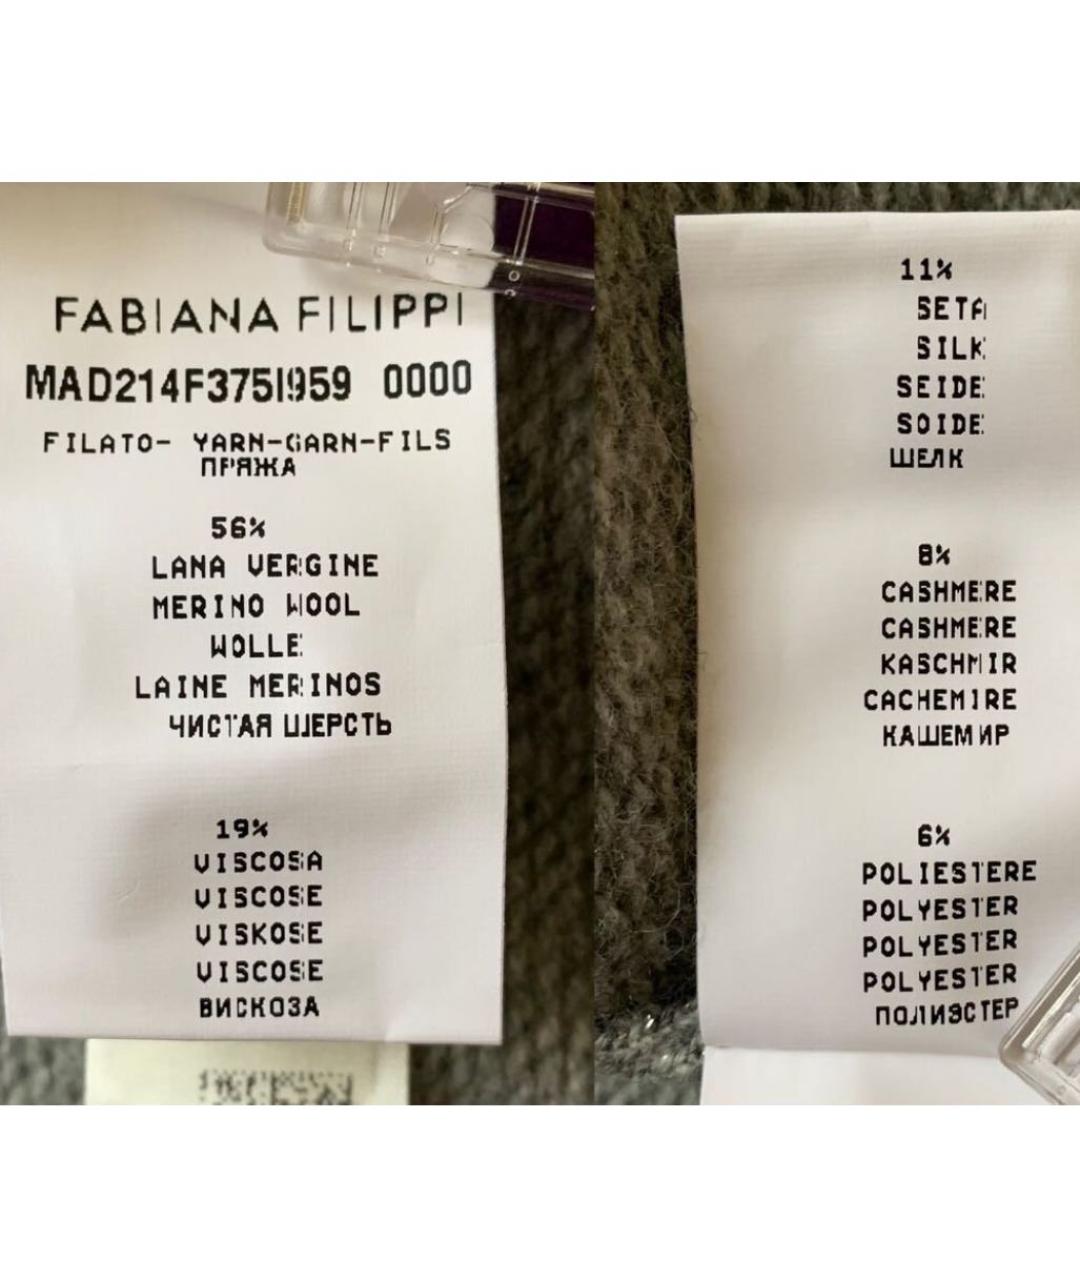 FABIANA FILIPPI
MAD214F375I959 0000
FILATO- YARN-GARN-FILS
ПРЯЖА
56%
LANA VERGINE
MERINO WOOL
WOLLE
LAINE MERINOS
ЧИСТАЯ ШЕРСТЬ
19%
VISCOSA
VISCOSE
VISKOSE
VISCOSE
ВИСКОЗА
11%
SETA
SILK
SEIDE
SOIDE
ШЕЛК
8%
CASHMERE
CASHMERE
KASCHMIR
CACHEMIRE
КАШЕМИР
6%
POLIESTERE
POLYESTER
POLYESTER
POLYESTER
ПОЛИЭСТЕР